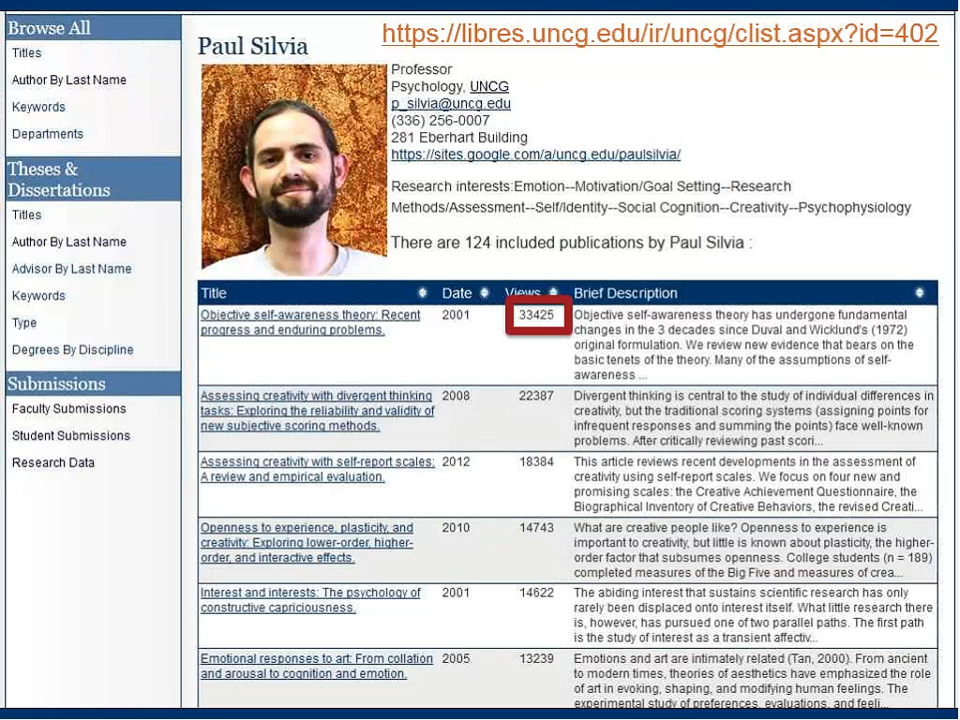 https://libres.uncg.edu/ir/uncg/clist.aspx?id=402
Browse All
Titles
Author By Last Name
Keywords
Departments
Theses &
Dissertations
Titles
Author By Last Name
Advisor By Last Name
Keywords
Type
Degrees By Discipline
Submissions
Faculty Submissions
Student Submissions
Research Data
Paul Silvia
Professor
Psychology, UNCG
p_silvia@uncg.edu
(336) 256-0007
281 Eberhart Building
https://sites.google.com/a/uncg.edu/paulsilvia/
Research interests:Emotion--Motivation/Goal Setting--Research
Methods/Assessment--Self/Identity--Social Cognition--Creativity--Psychophysiology
There are 124 included publications by Paul Silvia :
Title Date Views Brief Description
Objective self-awareness theory: Recent 2001 33425 Objective self-awareness theory has undergone fundamental
progress and enduring problems. changes in the 3 decades since Duval and Wicklund's (1972)
original formulation. We review new evidence that bears on the
basic tenets of the theory. Many of the assumptions of self-
awareness ...
Assessing creativity with divergent thinking 2008 22387 Divergent thinking is central to the study of individual differences in
tasks: Exploring the reliability and validity of creativity, but the traditional scoring systems (assigning points for
new subjective scoring methods. infrequent responses and summing the points) face well-known
problems. After critically reviewing past scori...
Assessing creativity with self-report scales: 2012 18384 This article reviews recent developments in the assessment of
A review and empirical evaluation. creativity using self-report scales. We focus on four new and
promising scales: the Creative Achievement Questionnaire, the
Biographical Inventory of Creative Behaviors, the revised Creati...
Openness to experience, plasticity, and 2010 14743 What are creative people like? Openness to experience is
creativity: Exploring lower-order, higher- important to creativity, but little is known about plasticity, the higher-
order, and interactive effects. order factor that subsumes openness. College students (n = 189)
completed measures of the Big Five and measures of crea...
Interest and interests: The psychology of 2001 14622 The abiding interest that sustains scientific research has only
constructive capriciousness. rarely been displaced onto interest itself. What little research there
is, however, has pursued one of two parallel paths. The first path
is the study of interest as a transient affectiv...
Emotional responses to art: From collation 2005 13239 Emotions and art are intimately related (Tan, 2000). From ancient
and arousal to cognition and emotion. to modern times, theories of aesthetics have emphasized the role
of art in evoking, shaping, and modifying human feelings. The
experimental study of preferences, evaluations, and feeli...